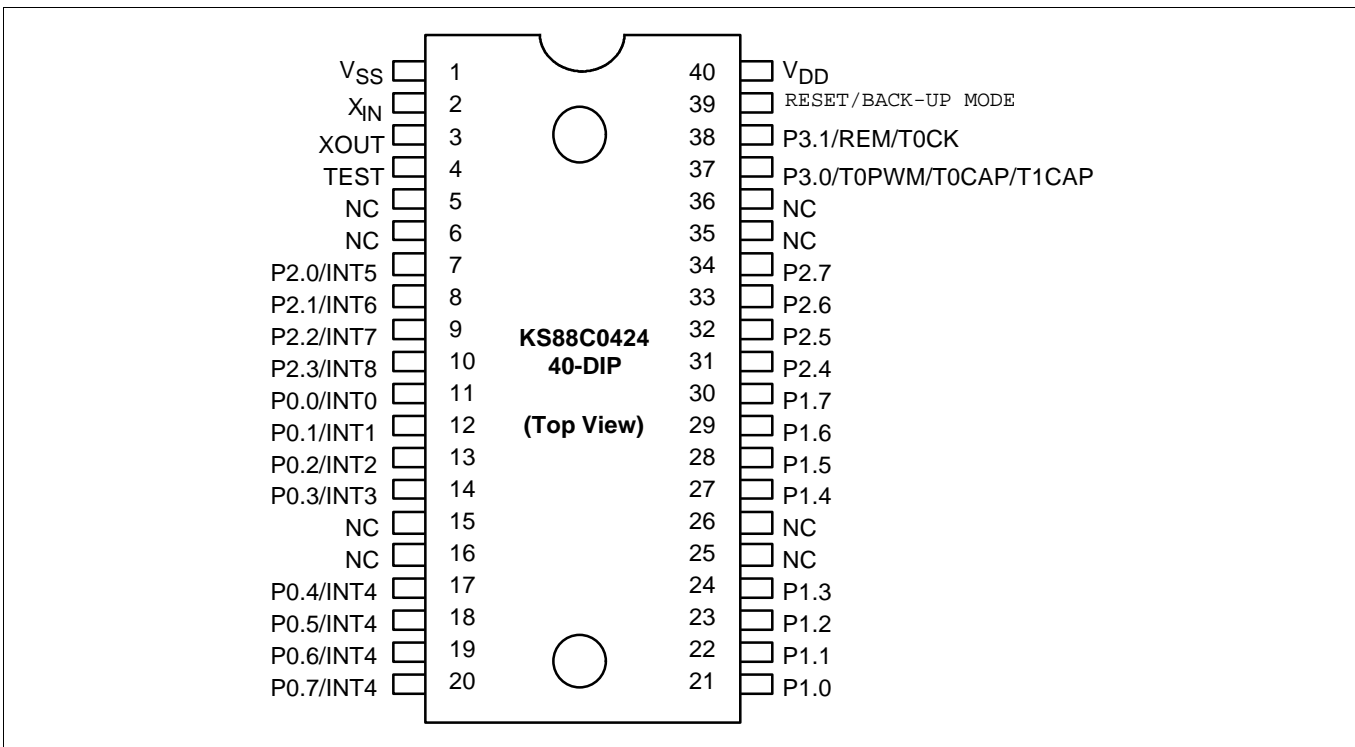 VSS 1 40 VDD
XIN 2 39 RESET/BACK-UP MODE
XOUT 3 38 P3.1/REM/T0CK
TEST 4 37 P3.0/T0PWM/T0CAP/T1CAP
NC 5 36 NC
NC 6 35 NC
P2.0/INT5 7 34 P2.7
P2.1/INT6 8 33 P2.6
P2.2/INT7 9 32 P2.5
P2.3/INT8 10 31 P2.4
P0.0/INT0 11 30 P1.7
P0.1/INT1 12 29 P1.6
P0.2/INT2 13 28 P1.5
P0.3/INT3 14 27 P1.4
NC 15 26 NC
NC 16 25 NC
P0.4/INT4 17 24 P1.3
P0.5/INT4 18 23 P1.2
P0.6/INT4 19 22 P1.1
P0.7/INT4 20 21 P1.0
KS88C0424
40-DIP
(Top View)